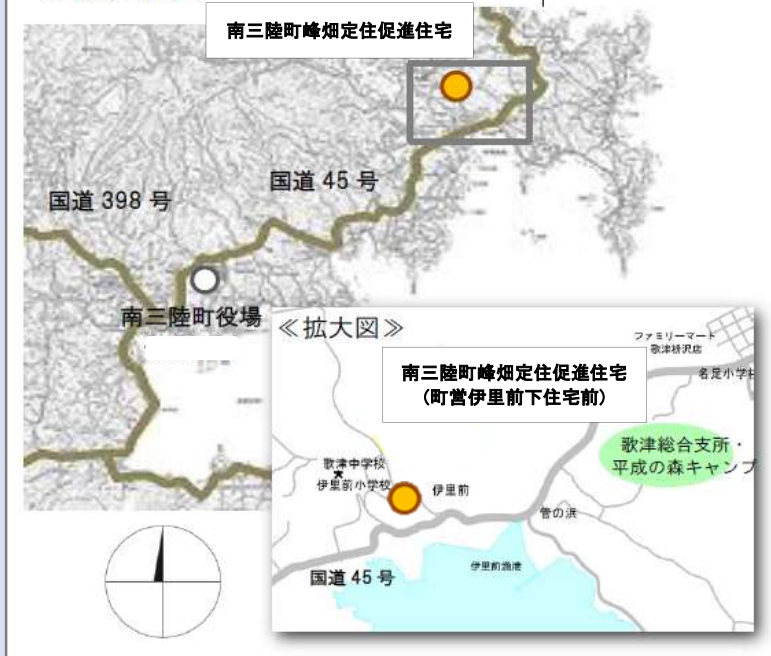 南三陸町峰畑定住促進住宅
国道 45 号
国道 398 号
南三陸町役場
≪拡大図≫
ファミリーマート
歌津枡沢店
南三陸町峰畑定住促進住宅
(町営伊里前下住宅前)
名足小学校
歌津総合支所・
平成の森キャンプ
歌津中学校
伊里前小学校
伊里前
管の浜
伊里前漁港
国道 45 号